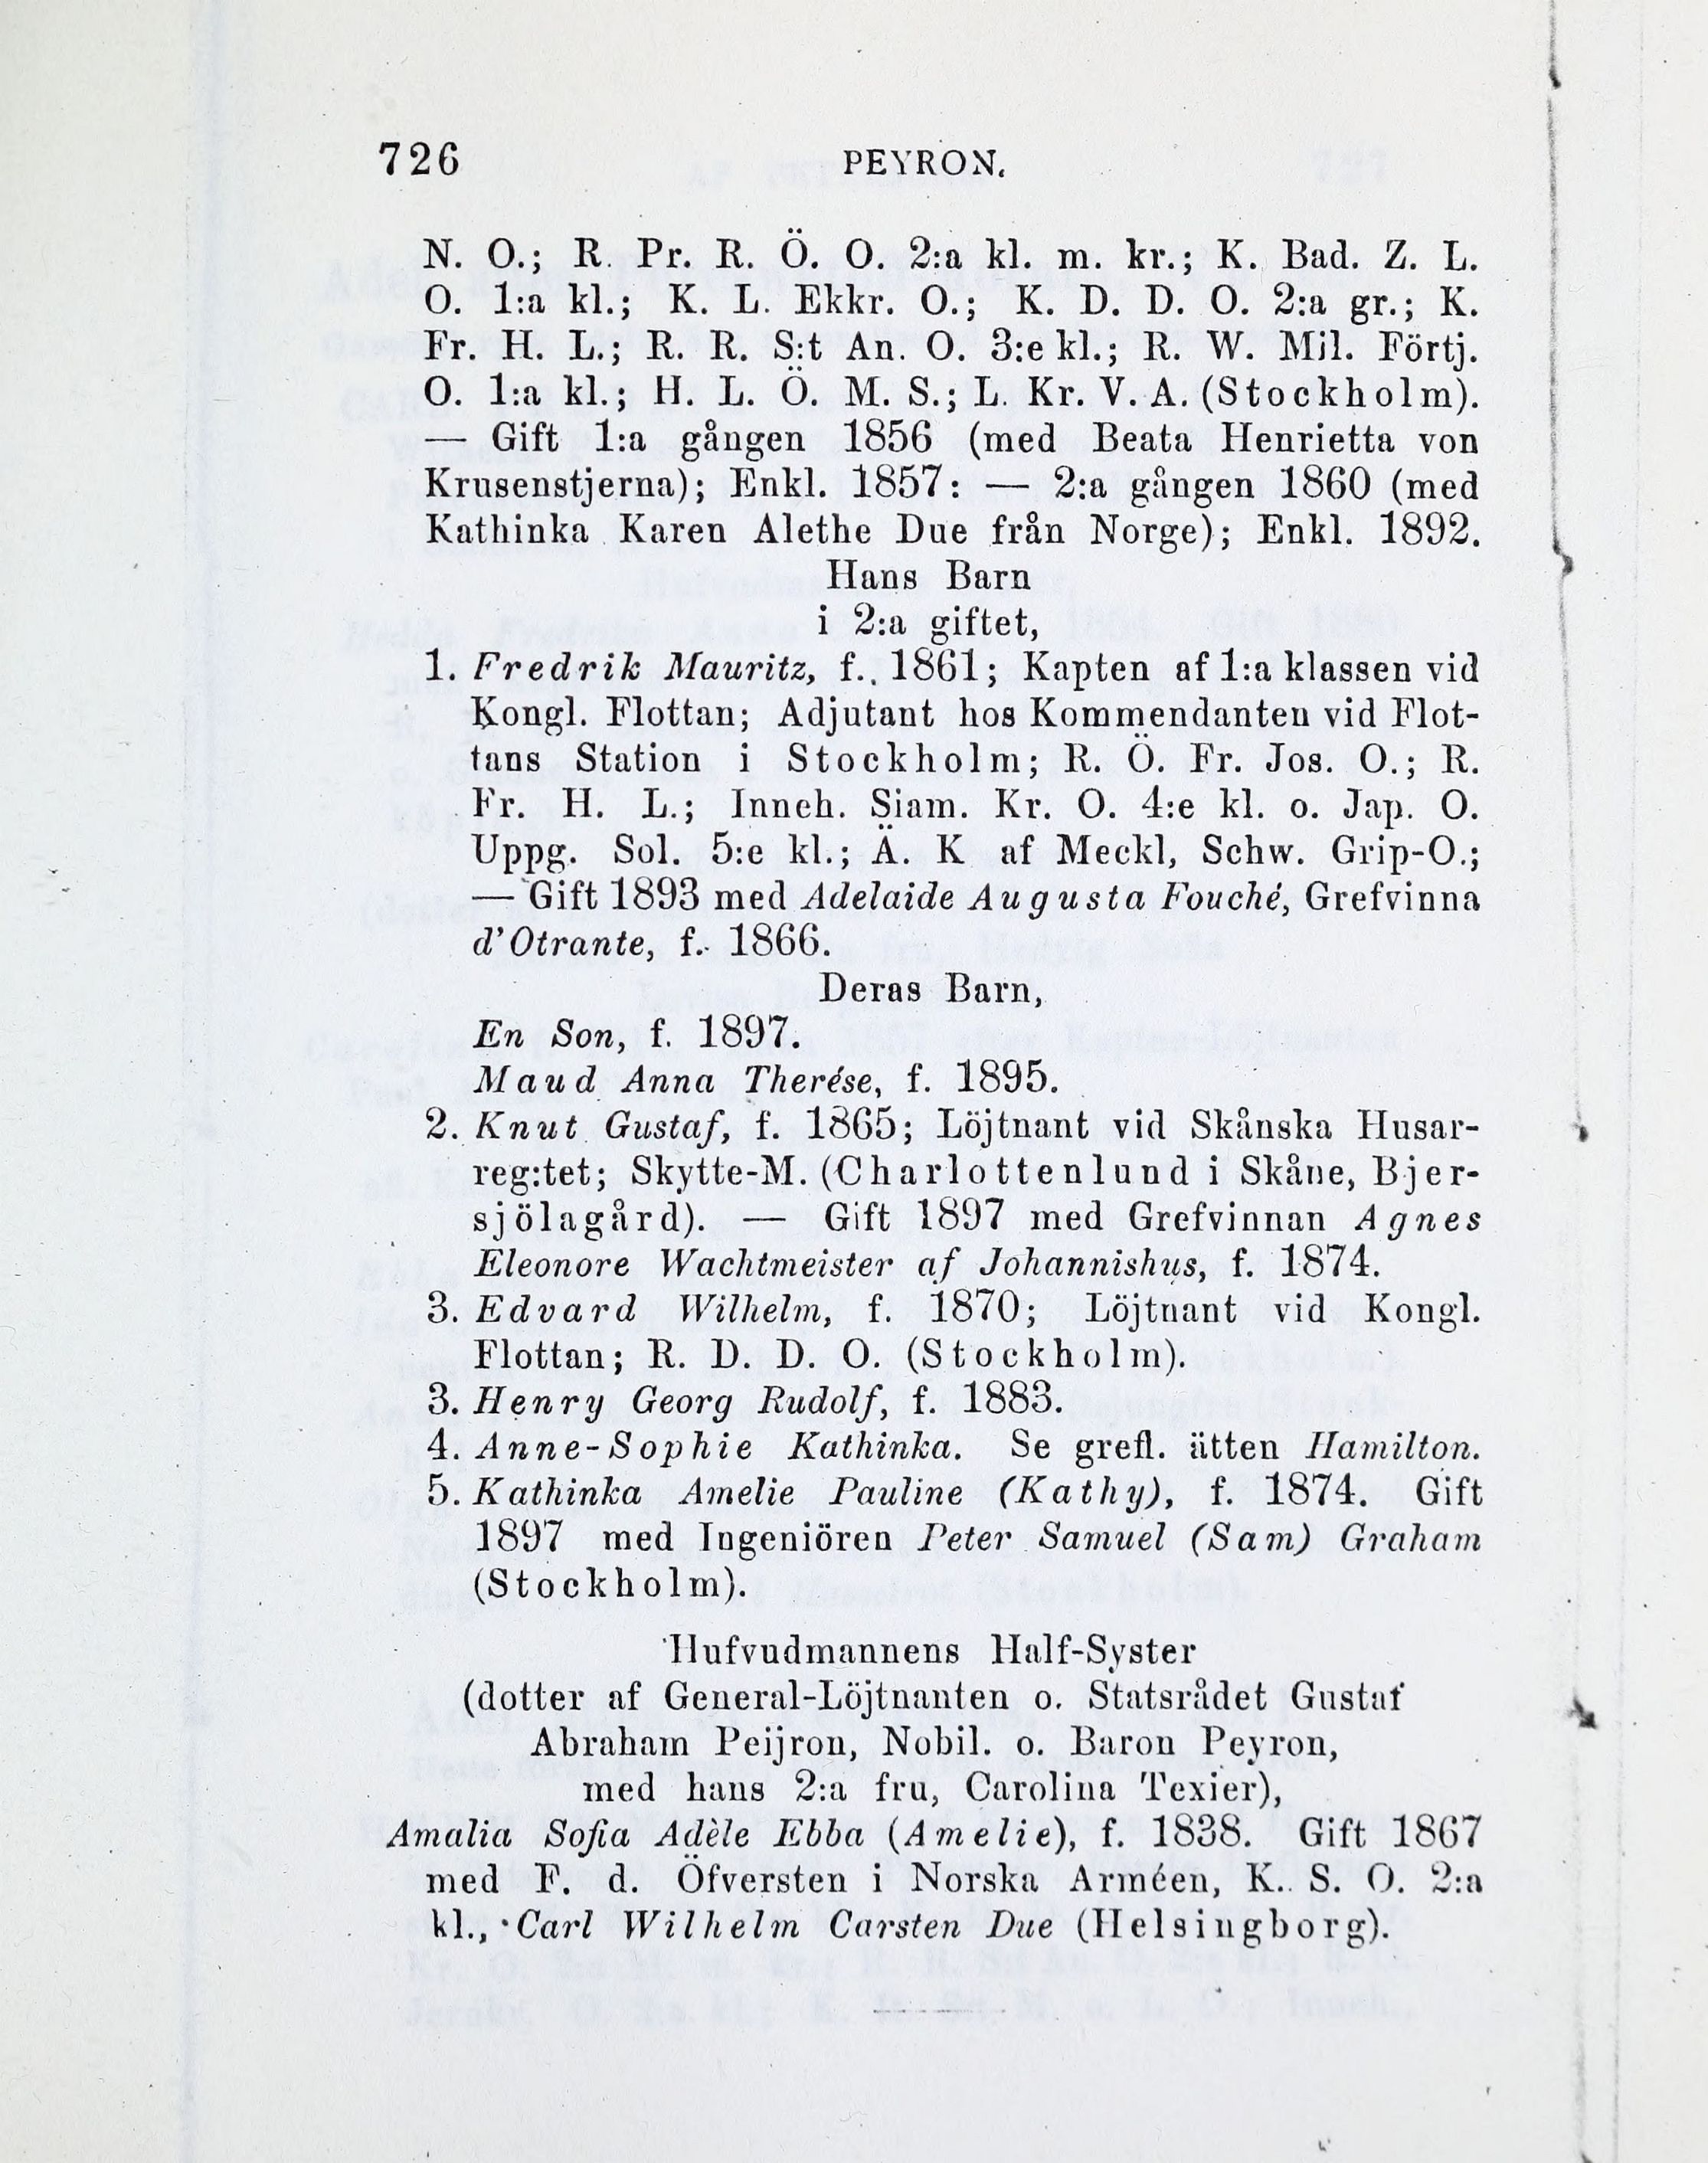 726 PEYRON.
N. O.; R. Pr. R. Ö. O. 2:a kl. m. kr.; K. Bad. Z. L.
O. 1:a kl.; K. L. Ekkr. O.; K. D. D. O. 2:a gr.; K.
Fr. H. L.; R. R. S:t An. O. 3:e kl.; R. W. Mil. Förtj.
O. 1:a kl.; H. L. Ö. M. S.; L. Kr. V. A. (Stockholm).
— Gift 1:a gången 1856 (med Beata Henrietta von
Krusenstjerna); Enkl. 1857: — 2:a gången 1860 (med
Kathinka Karen Alethe Due från Norge); Enkl. 1892.
Hans Barn
i 2:a giftet,
1. Fredrik Mauritz, f. 1861; Kapten af 1:a klassen vid
Kongl. Flottan; Adjutant hos Kommendanten vid Flot-
tans Station i Stockholm; R. Ö. Fr. Jos. O.; R.
Fr. H. L.; Inneh. Siam. Kr. O. 4:e kl. o. Jap. O.
Uppg. Sol. 5:e kl.; Ä. K af Meckl, Schw. Grip-O.;
— Gift 1893 med Adelaide Augusta Fouché, Grefvinna
d'Otrante, f. 1866.
Deras Barn,
En Son, f. 1897.
Maud Anna Therése, f. 1895.
2. Knut Gustaf, f. 1865; Löjtnant vid Skånska Husar-
reg:tet; Skytte-M. (Charlottenlund i Skåne, Bjer-
sjölagård). — Gift 1897 med Grefvinnan Agnes
Eleonore Wachtmeister af Johannishus, f. 1874.
3. Edvard Wilhelm, f. 1870; Löjtnant vid Kongl.
Flottan; R. D. D. O. (Stockholm).
3. Henry Georg Rudolf, f. 1883.
4. Anne-Sophie Kathinka. Se grefl. ätten Hamilton.
5. Kathinka Amelie Pauline (Kathy), f. 1874. Gift
1897 med Ingeniören Peter Samuel (Sam) Graham
(Stockholm).
Hufvudmannens Half-Syster
(dotter af General-Löjtnanten o. Statsrådet Gustaf
Abraham Peijron, Nobil. o. Baron Peyron,
med hans 2:a fru, Carolina Texier),
Amalia Sofia Adèle Ebba (Amelie), f. 1838. Gift 1867
med F. d. Öfversten i Norska Arméen, K. S. O. 2:a
kl., Carl Wilhelm Carsten Due (Helsingborg).